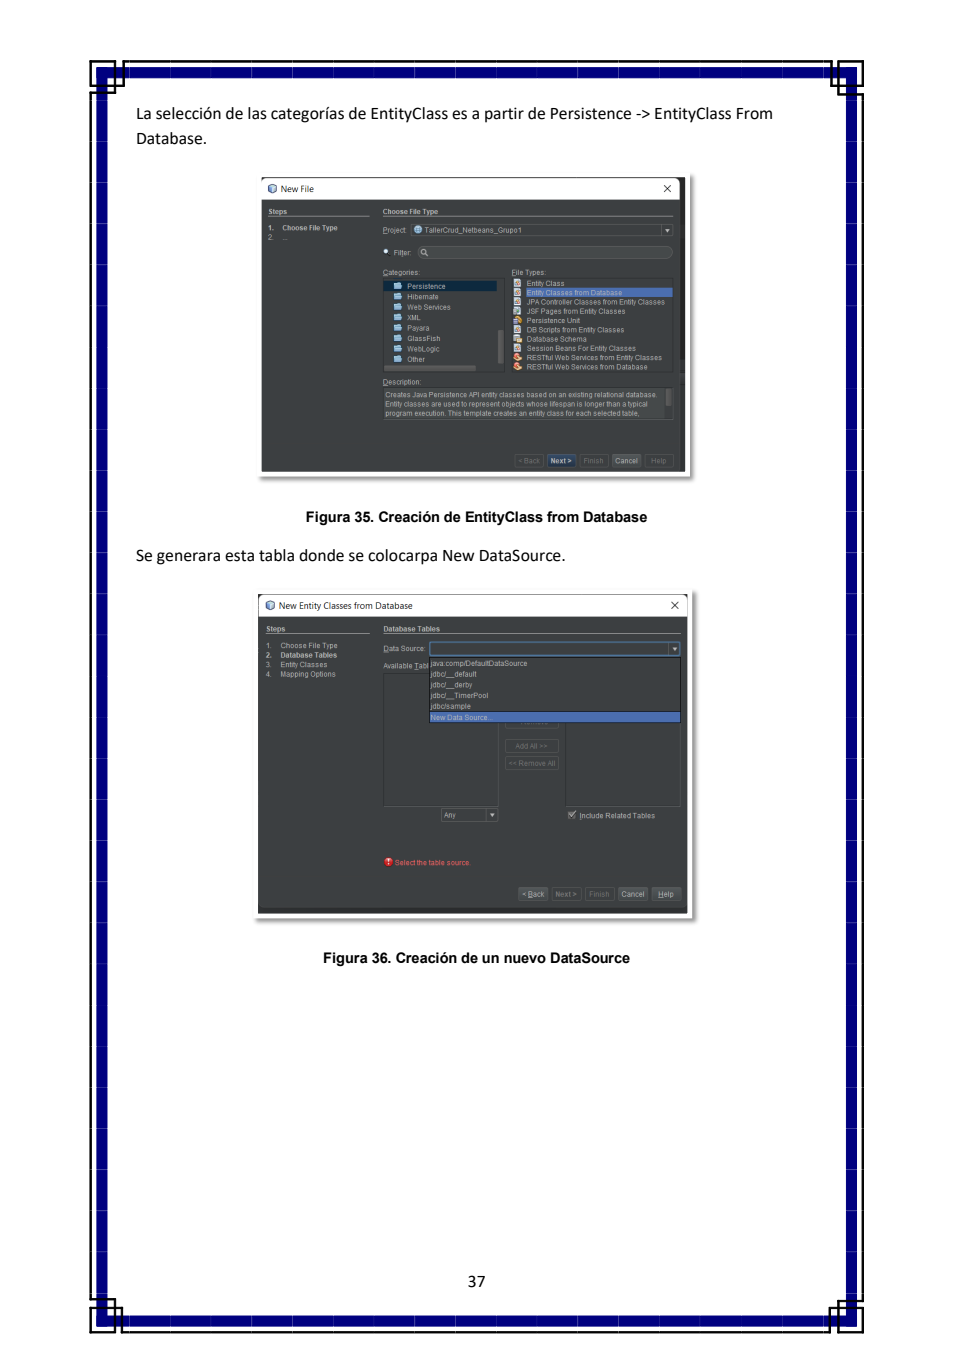 La selección de las categorías de EntityClass es a partir de Persistence -> EntityClass From
Database.
New File
Steps
Choose File Type
1. Choose File Type
2. ...
Project: TallerCrud_Netbeans_Grupo1
Filter:
Categories:
File Types:
Persistence
Hibernate
Web Services
XML
Payara
GlassFish
WebLogic
Other
Entity Class
Entity Classes from Database
JPA Controller Classes from Entity Classes
JSF Pages from Entity Classes
Persistence Unit
DB Scripts from Entity Classes
Database Schema
Session Beans For Entity Classes
RESTful Web Services from Entity Classes
RESTful Web Services from Database
Description:
Creates Java Persistence API entity classes based on an existing relational database.
Entity classes are used to represent objects whose lifespan is longer than a typical
program execution. This template creates an entity class for each selected table,
< Back Next > Finish Cancel Help
Figura 35. Creación de EntityClass from Database
Se generara esta tabla donde se colocarpa New DataSource.
New Entity Classes from Database
Steps
Database Tables
1. Choose File Type
2. Database Tables
3. Entity Classes
4. Mapping Options
Data Source:
Available Tabl
java:comp/DefaultDataSource
jdbc/__default
jdbc/__derby
jdbc/__TimerPool
jdbc/sample
New Data Source...
Add All >>
<< Remove All
Any
Include Related Tables
Select the table source.
< Back Next > Finish Cancel Help
Figura 36. Creación de un nuevo DataSource
37